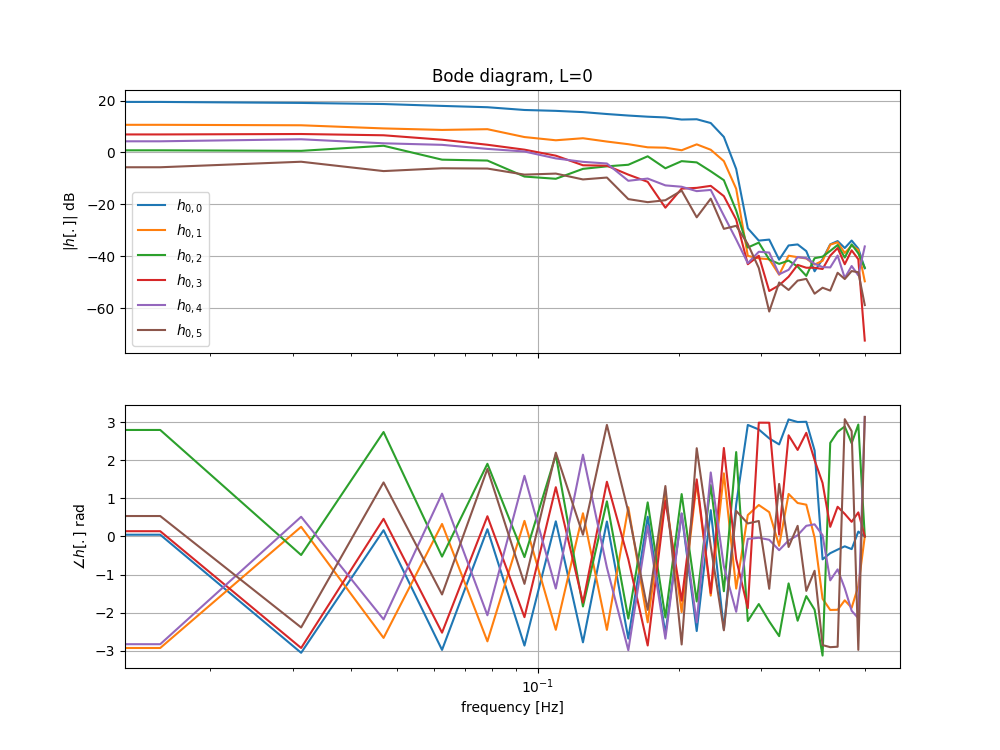 Bode diagram, L=0
|h[.]| dB
20
0
−20
−40
−60
h0,0
h0,1
h0,2
h0,3
h0,4
h0,5
∠h[.] rad
3
2
1
0
−1
−2
−3
10−1
frequency [Hz]